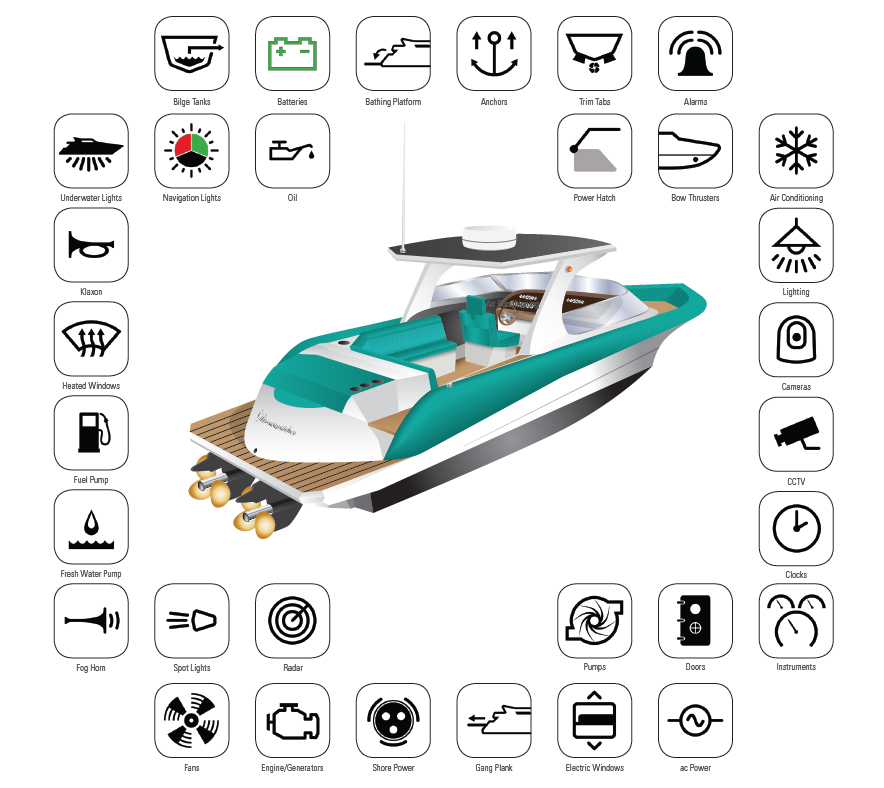 Bilge Tanks
Batteries
Bathing Platform
Anchors
Trim Tabs
Alarms
Underwater Lights
Navigation Lights
Oil
Power Hatch
Bow Thrusters
Air Conditioning
Klaxon
Lighting
Heated Windows
Cameras
Fuel Pump
CCTV
Fresh Water Pump
Clocks
Fog Horn
Spot Lights
Radar
Pumps
Doors
Instruments
Fans
Engine/Generators
Shore Power
Gang Plank
Electric Windows
ac Power